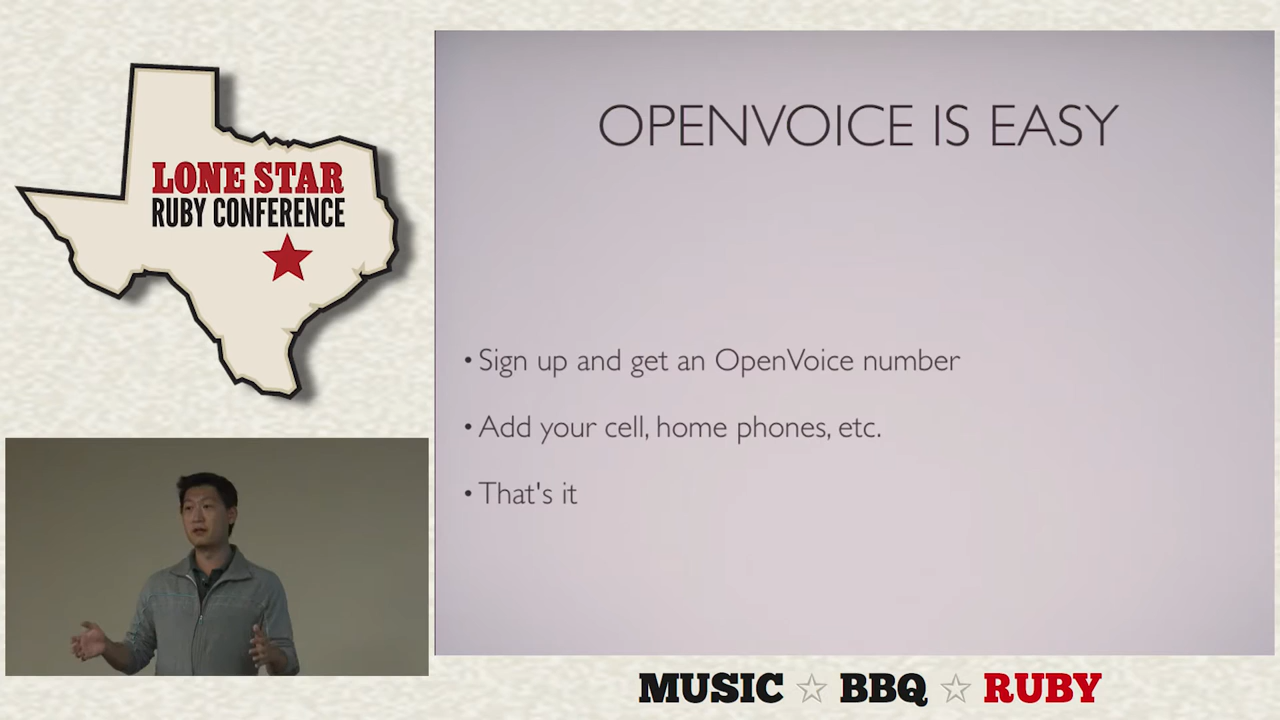 LONE STAR
RUBY CONFERENCE
OPENVOICE IS EASY
• Sign up and get an OpenVoice number
• Add your cell, home phones, etc.
• That's it
MUSIC ☆ BBQ ☆ RUBY